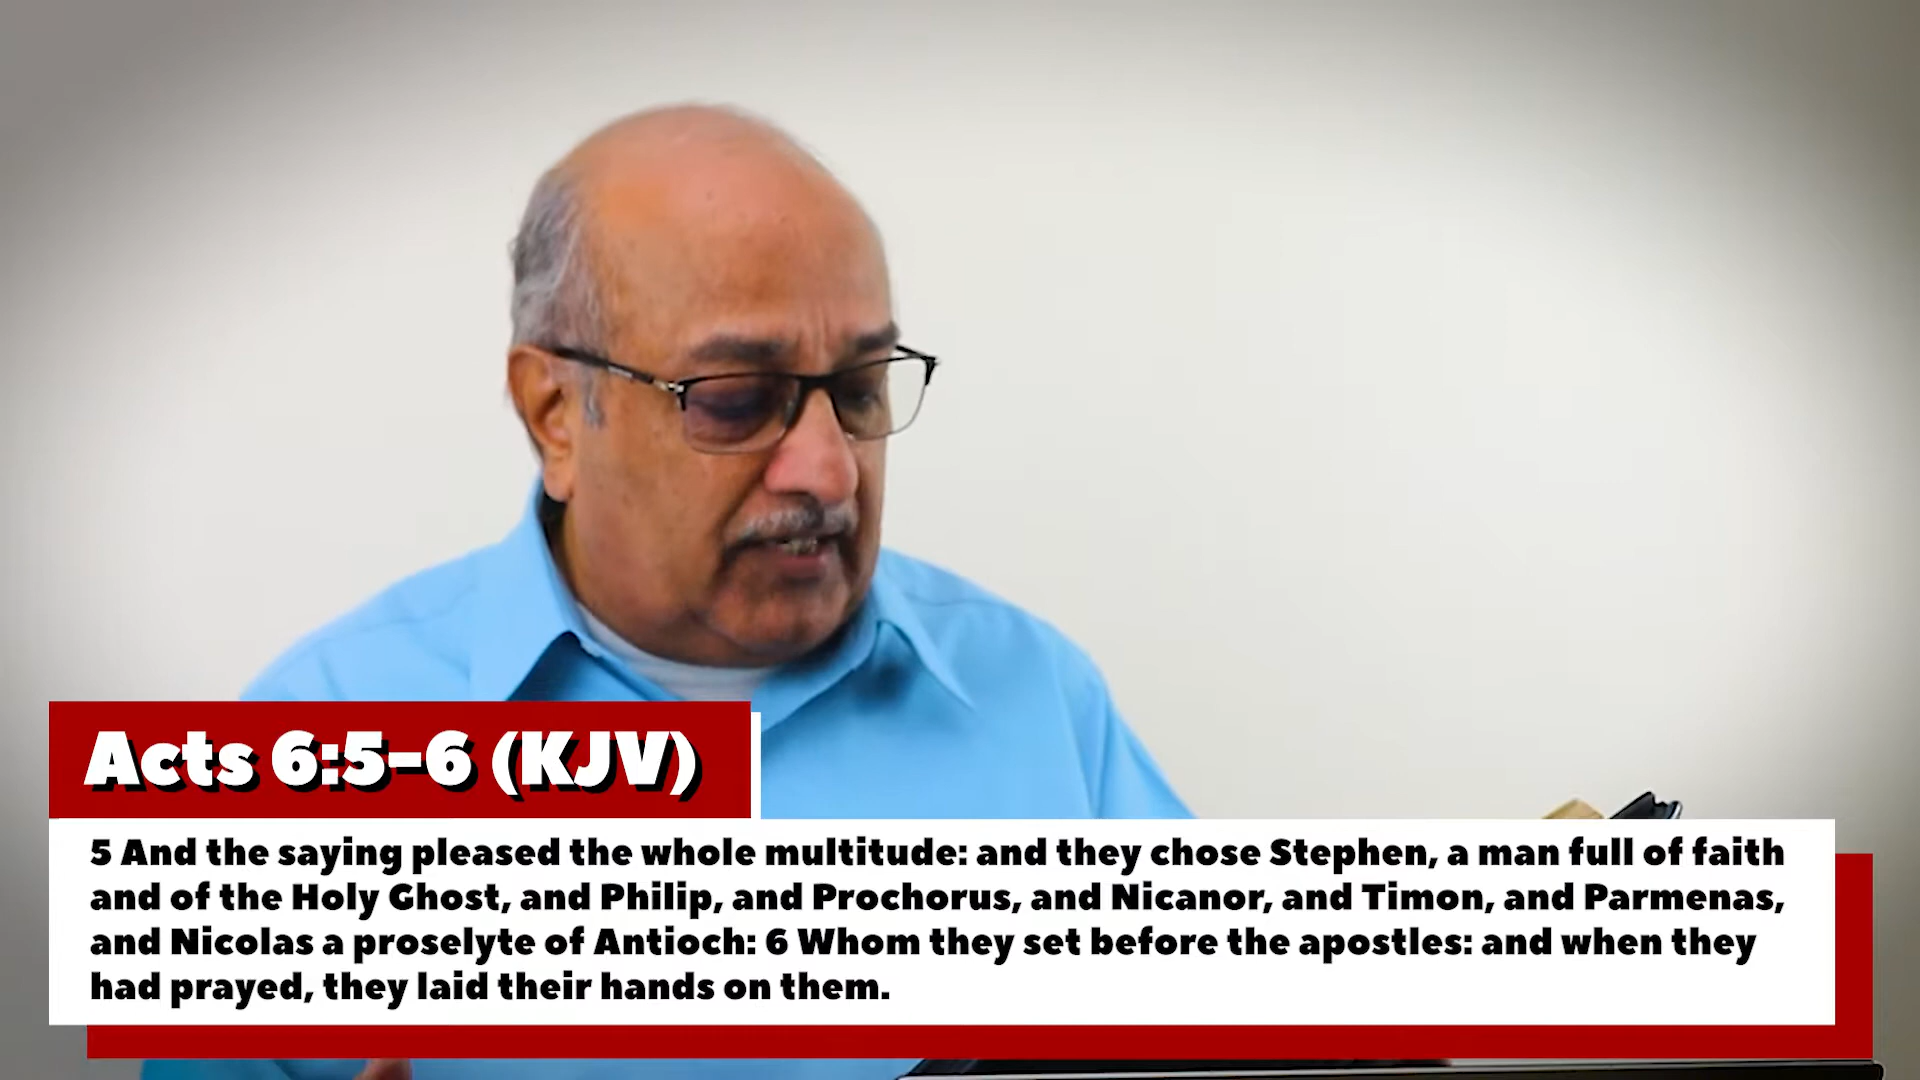 Acts 6:5-6 (KJV)
5 And the saying pleased the whole multitude: and they chose Stephen, a man full of faith
and of the Holy Ghost, and Philip, and Prochorus, and Nicanor, and Timon, and Parmenas,
and Nicolas a proselyte of Antioch: 6 Whom they set before the apostles: and when they
had prayed, they laid their hands on them.